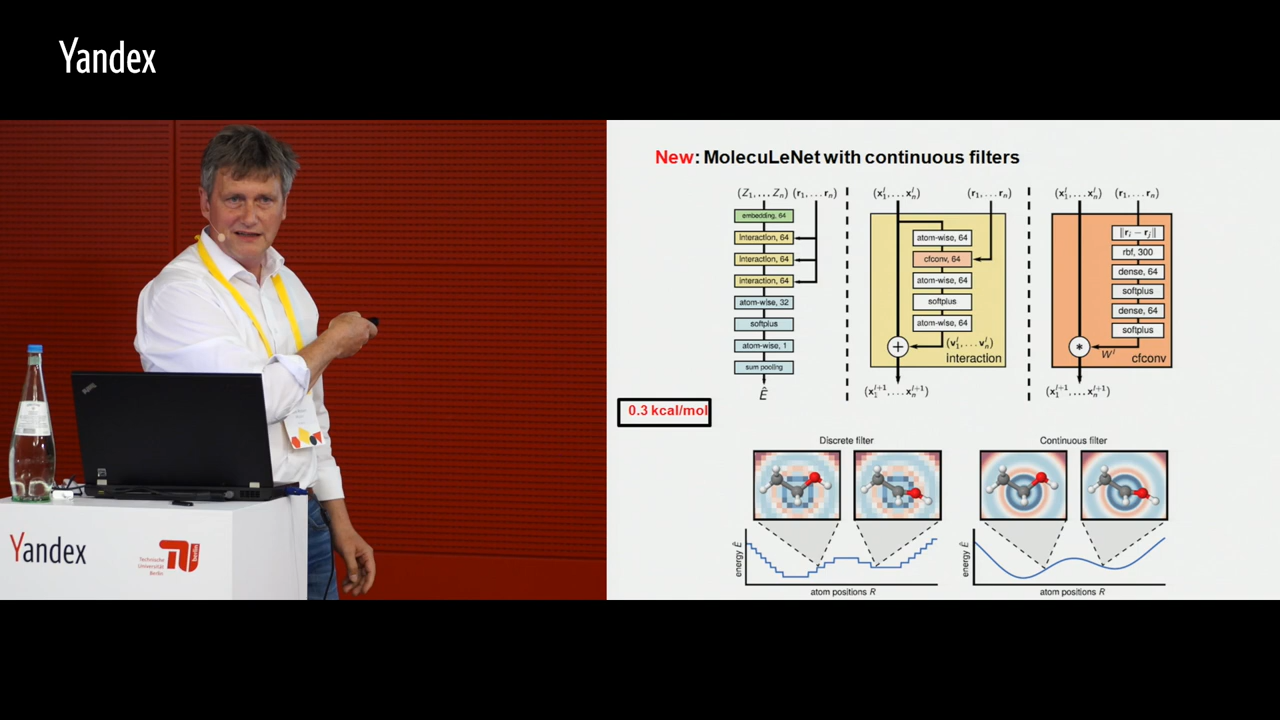 Yandex
New: MolecuLeNet with continuous filters
(Z₁,...Zₙ) (r₁,...rₙ)
embedding, 64
interaction, 64
interaction, 64
interaction, 64
atom-wise, 32
softplus
atom-wise, 1
sum pooling
Ê
(x₁ˡ,...xₙˡ) (r₁,...rₙ)
atom-wise, 64
cfconv, 64
atom-wise, 64
softplus
atom-wise, 64
+
(v₁ˡ,...vₙˡ)
interaction
(x₁ˡ⁺¹,...xₙˡ⁺¹)
(x₁ˡ,...xₙˡ) (r₁,...rₙ)
‖rᵢ − rⱼ‖
rbf, 300
dense, 64
softplus
dense, 64
softplus
*
Wˡ
cfconv
(x₁ˡ⁺¹,...xₙˡ⁺¹)
0.3 kcal/mol
Discrete filter
Continuous filter
energy Ê
atom positions R
energy Ê
atom positions R
Yandex
Technische
Universität
Berlin
berlin